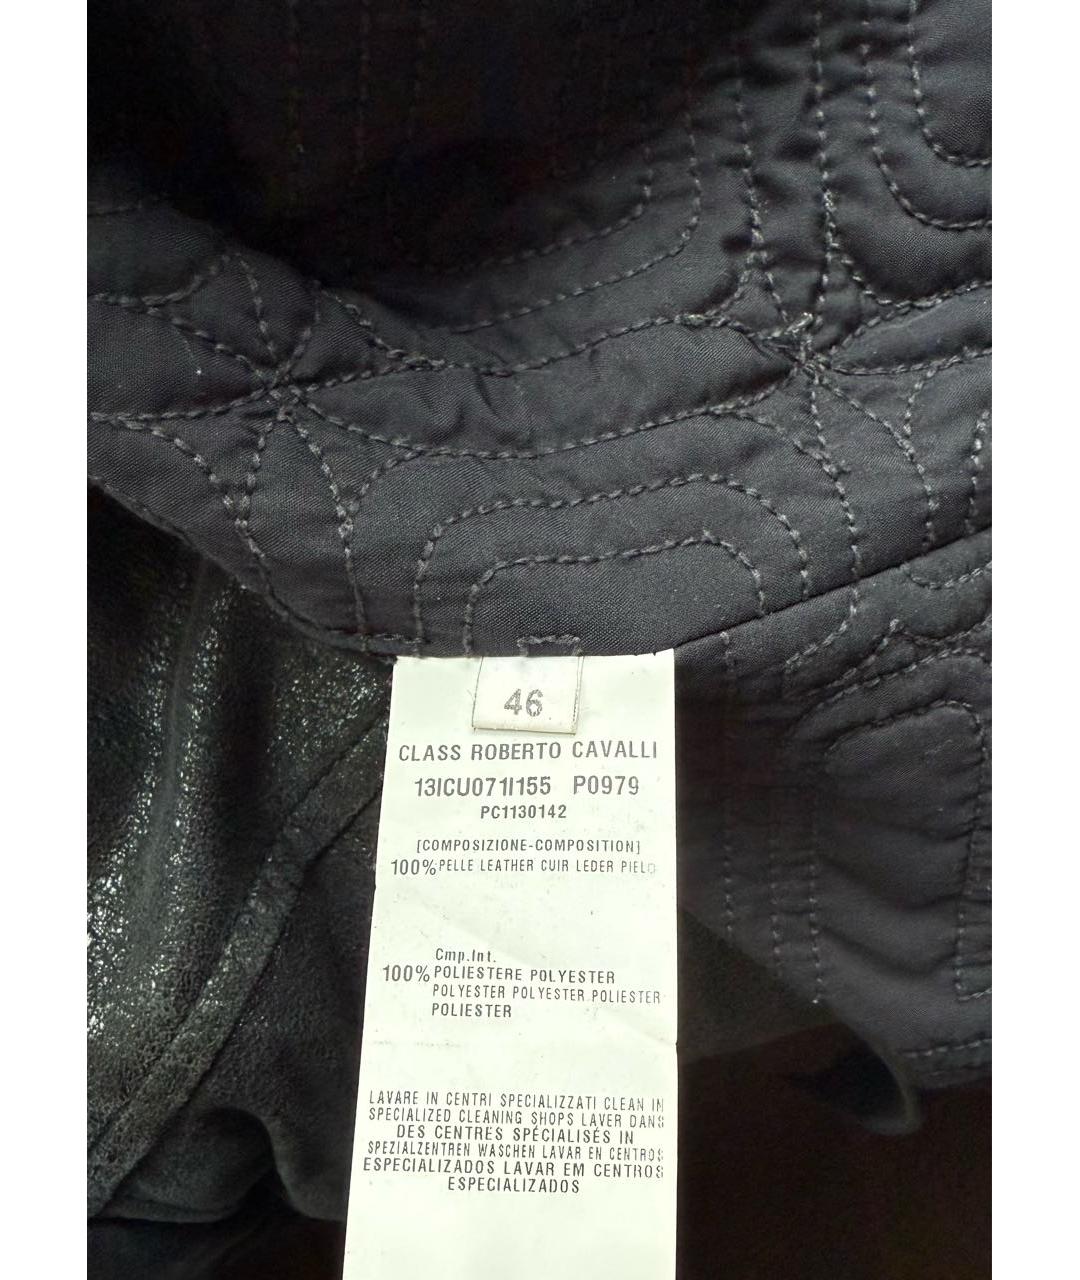 46
CLASS ROBERTO CAVALLI
13ICU071I155 P0979
PC1130142
[COMPOSIZIONE-COMPOSITION]
100% PELLE LEATHER CUIR LEDER PIEL
Cmp.Int.
100% POLIESTERE POLYESTER
POLYESTER POLYESTER POLIESTER
POLIESTER
LAVARE IN CENTRI SPECIALIZZATI CLEAN IN
SPECIALIZED CLEANING SHOPS LAVER DANS
DES CENTRES SPÉCIALISÉS IN
SPEZIALZENTREN WASCHEN LAVAR EN CENTROS
ESPECIALIZADOS LAVAR EM CENTROS
ESPECIALIZADOS